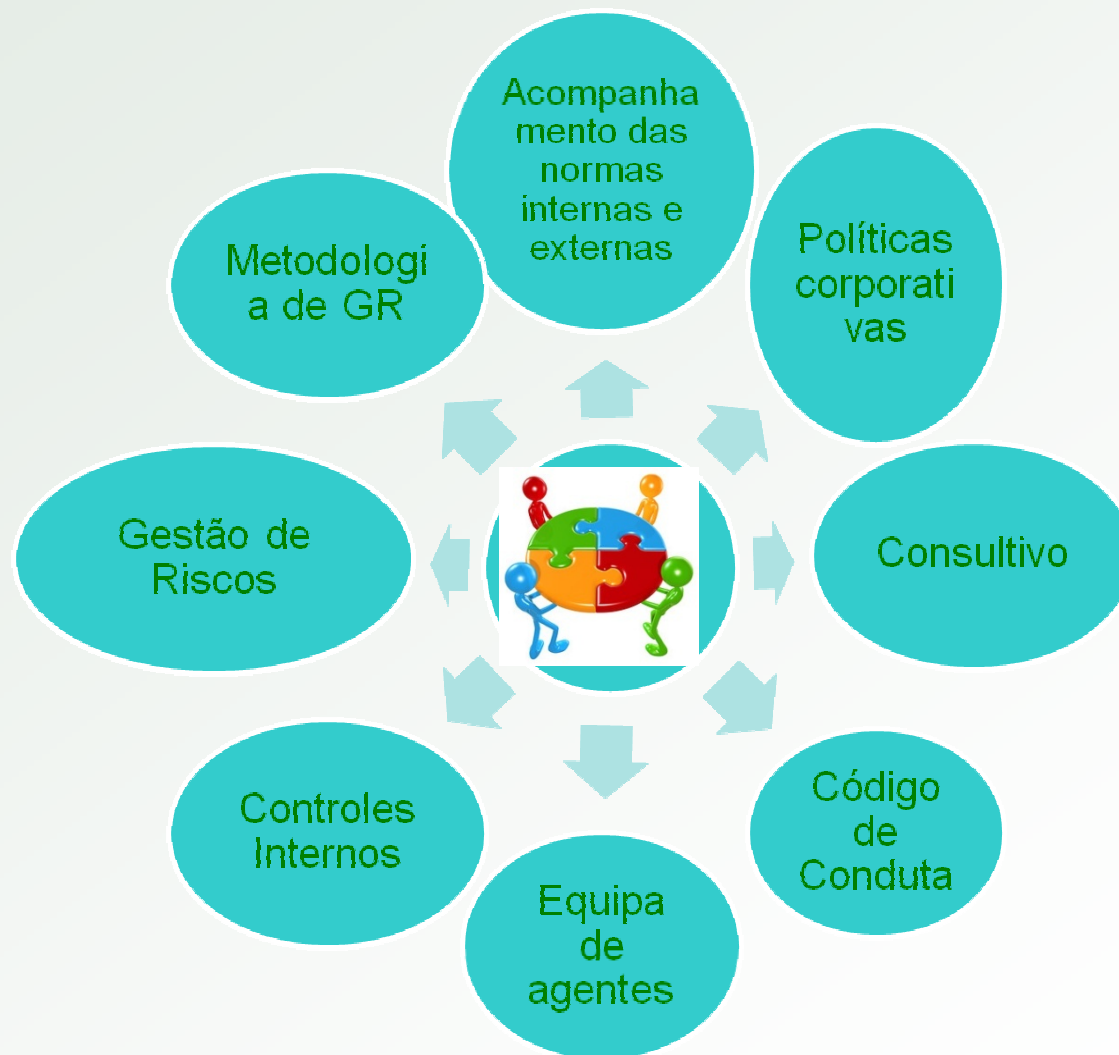 Acompanha
mento das
normas
internas e
externas
Políticas
corporati
vas
Consultivo
Código
de
Conduta
Equipa
de
agentes
Controles
Internos
Gestão de
Riscos
Metodologi
a de GR